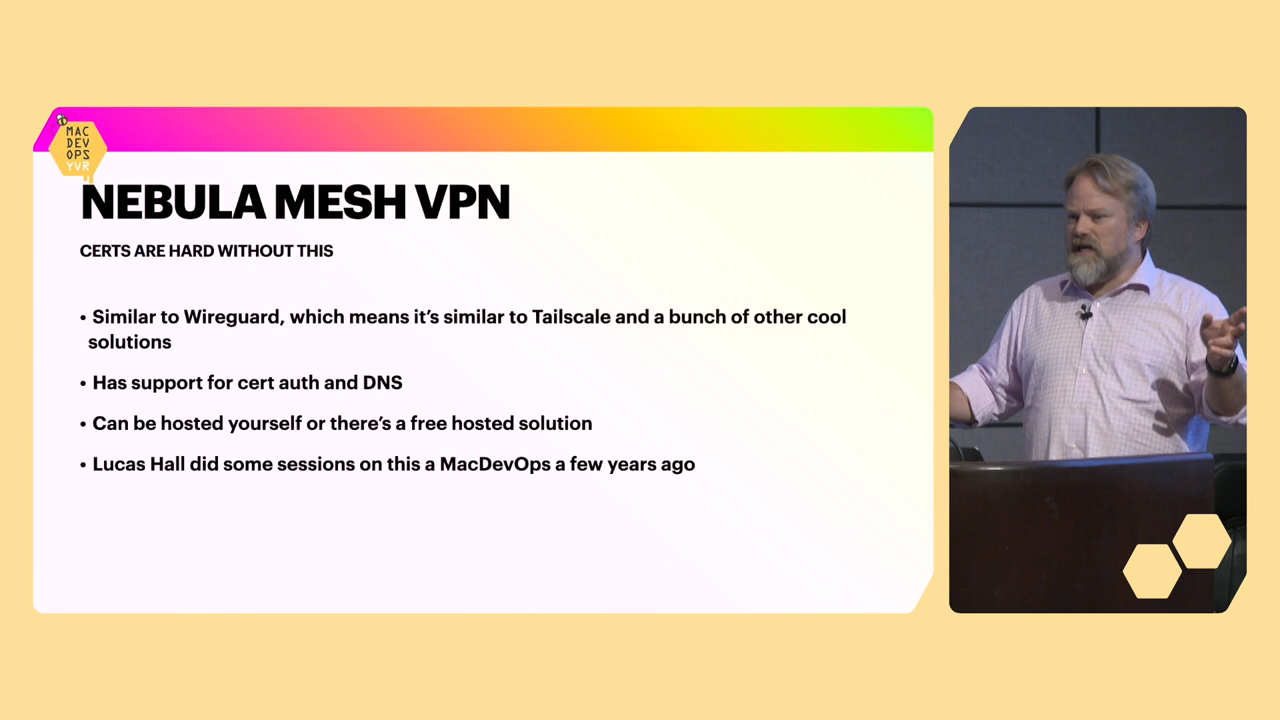 MAC
DEV
OPS
YVR
NEBULA MESH VPN
CERTS ARE HARD WITHOUT THIS
• Similar to Wireguard, which means it’s similar to Tailscale and a bunch of other cool
solutions
• Has support for cert auth and DNS
• Can be hosted yourself or there’s a free hosted solution
• Lucas Hall did some sessions on this a MacDevOps a few years ago